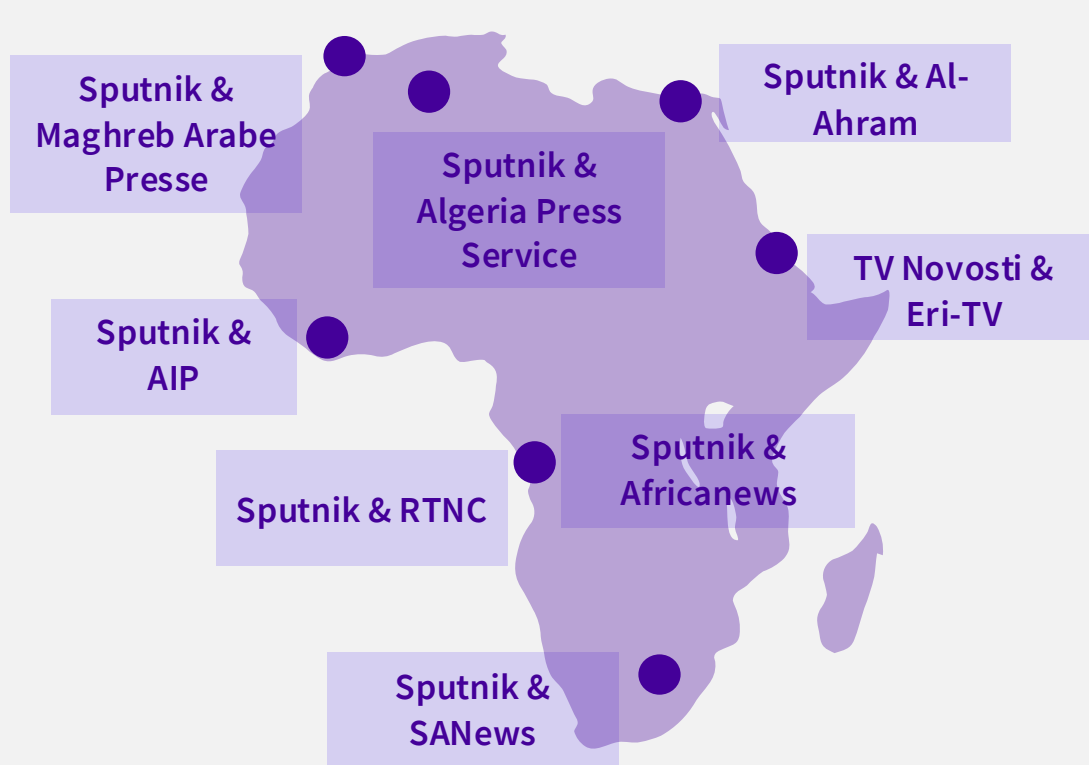 Sputnik &
Maghreb Arabe
Presse
Sputnik & Al-
Ahram
Sputnik &
Algeria Press
Service
TV Novosti &
Eri-TV
Sputnik &
AIP
Sputnik &
Africanews
Sputnik & RTNC
Sputnik &
SANews